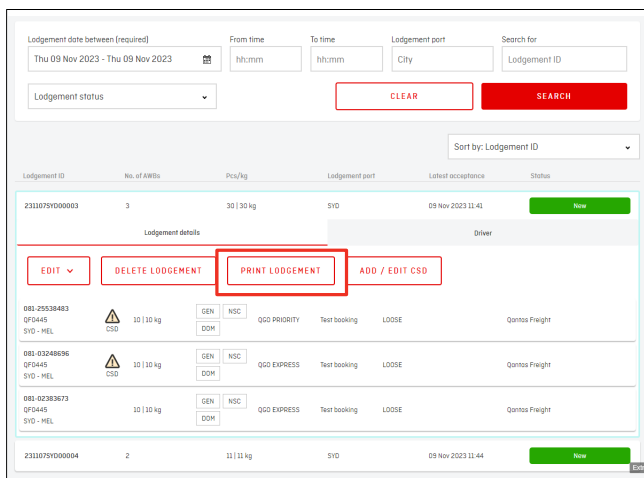 Lodgement date between (required) From time To time Lodgement port Search for
Thu 09 Nov 2023 - Thu 09 Nov 2023 hh:mm hh:mm City Lodgement ID
Lodgement status CLEAR SEARCH
Sort by: Lodgement ID
Lodgement ID No. of AWBs Pcs/kg Lodgement port Latest acceptance Status
231107SYD00003 3 30 | 30 kg SYD 09 Nov 2023 11:41 New
Lodgement details Driver
EDIT DELETE LODGEMENT PRINT LODGEMENT ADD / EDIT CSD
081-25538483
QF0445 CSD 10 | 10 kg GEN NSC DOM QGO PRIORITY Test booking LOOSE Qantas Freight
SYD - MEL
081-03248696
QF0445 CSD 10 | 10 kg GEN NSC DOM QGO EXPRESS Test booking LOOSE Qantas Freight
SYD - MEL
081-02383673
QF0445 10 | 10 kg GEN NSC DOM QGO EXPRESS Test booking LOOSE Qantas Freight
SYD - MEL
231107SYD00004 2 11 | 11 kg SYD 09 Nov 2023 11:44 New